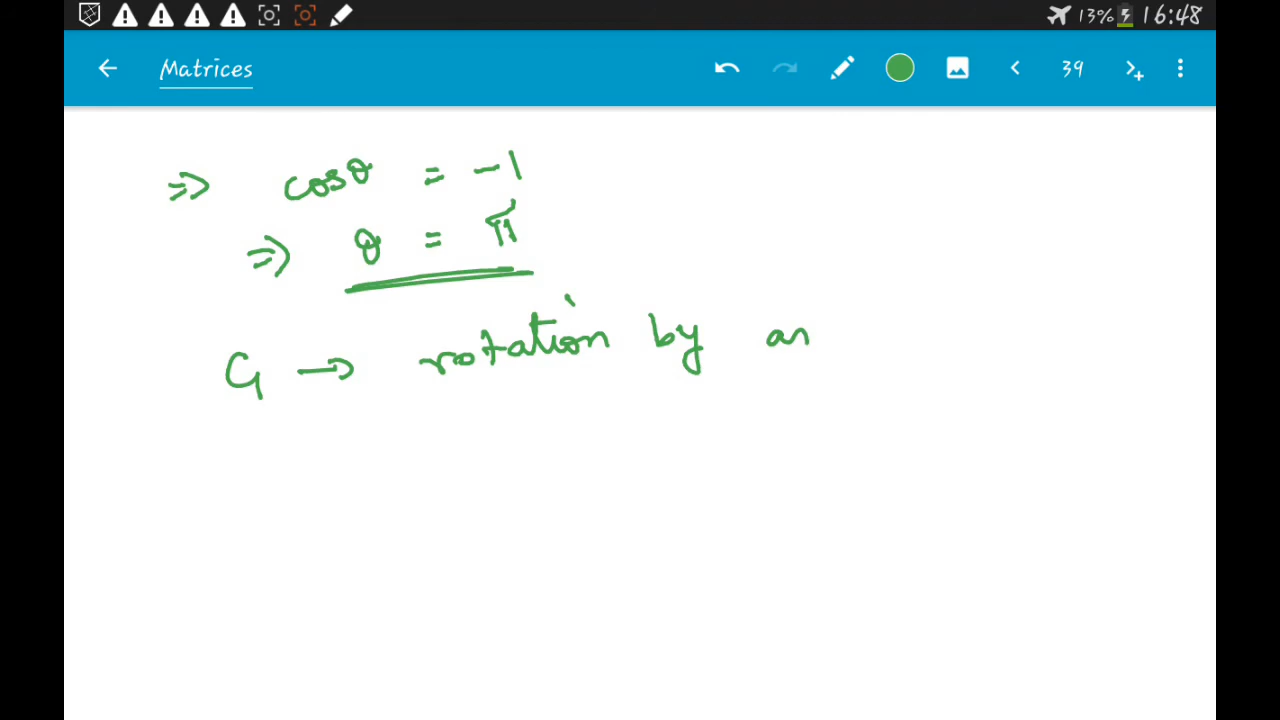 13% 16:48
Matrices 39
⇒ cosθ = -1
⇒ θ = π
G → rotation by an